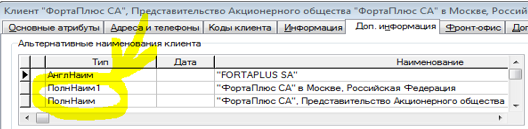 Клиент "ФортаПлюс СА", Представительство Акционерного общества "ФортаПлюс СА" в Москве, Россий
Основные атрибуты Адреса и телефоны Коды клиента Информация Доп. информация Фронт-офис
Альтернативные наименования клиента
Тип Дата Наименование
АнглНаим "FORTAPLUS SA"
ПолнНаим1 "ФортаПлюс СА" в Москве, Российская Федерация
ПолнНаим "ФортаПлюс СА", Представительство Акционерного общества